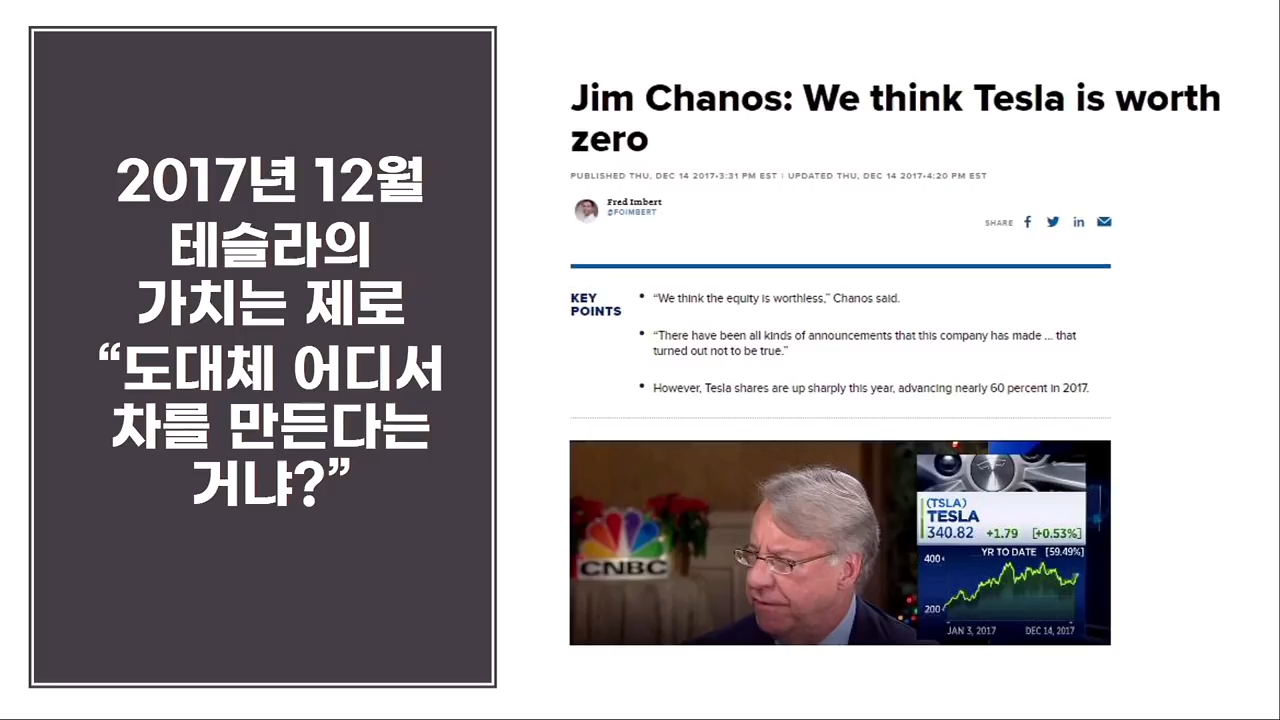 2017년 12월
테슬라의
가치는 제로
“도대체 어디서
차를 만든다는
거냐?”
Jim Chanos: We think Tesla is worth
zero
PUBLISHED THU, DEC 14 2017•3:31 PM EST | UPDATED THU, DEC 14 2017•4:20 PM EST
Fred Imbert
@FOIMBERT
SHARE
KEY
POINTS
• “We think the equity is worthless,” Chanos said.
• “There have been all kinds of announcements that this company has made ... that
turned out not to be true.”
• However, Tesla shares are up sharply this year, advancing nearly 60 percent in 2017.
CNBC
(TSLA)
TESLA
340.82 +1.79 [+0.53%]
YR TO DATE [59.49%]
400
200
JAN 3, 2017 DEC 14, 2017